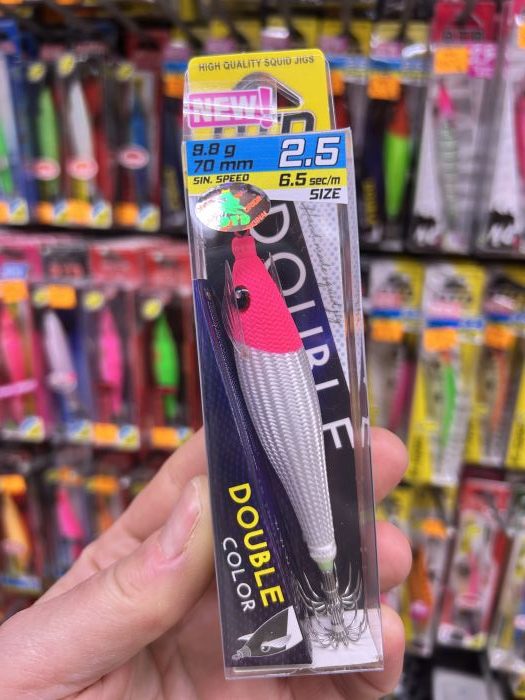 HIGH QUALITY SQUID JIGS
NEW!
9.8 g
70 mm
2.5
SIN. SPEED
6.5 sec/m
SIZE
DOUBLE
DOUBLE
COLOR